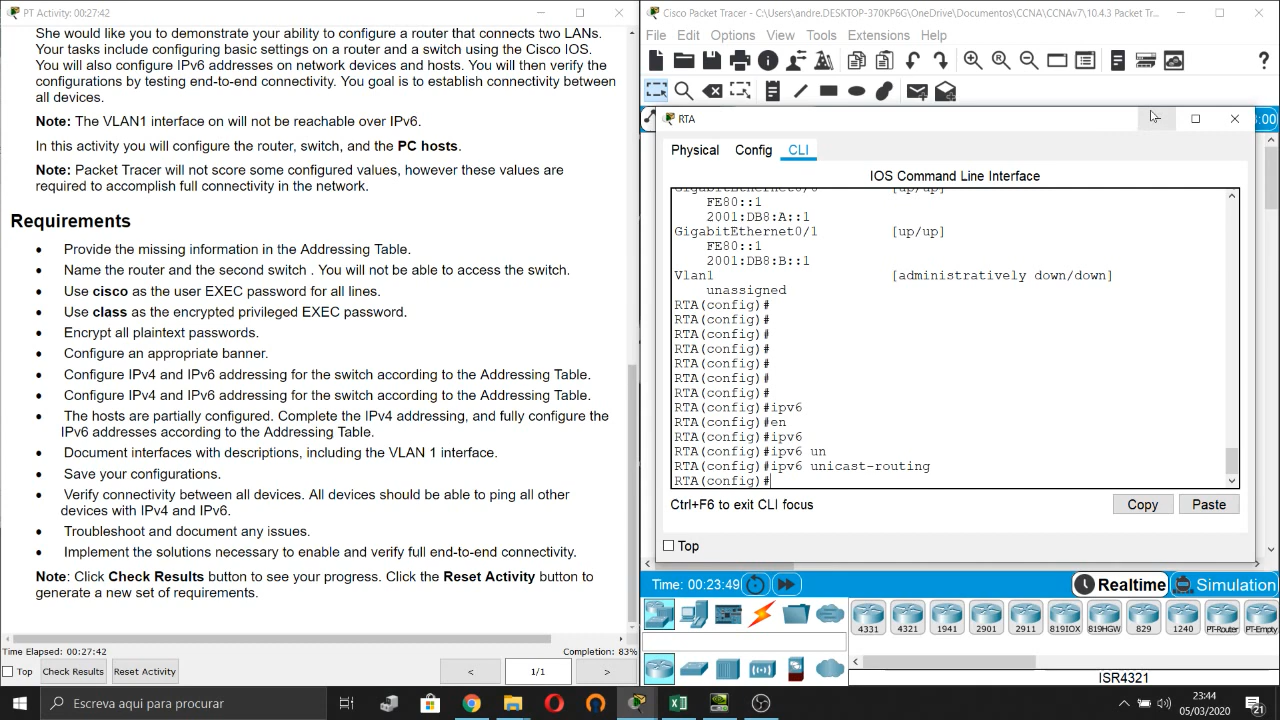 PT Activity: 00:27:42
She would like you to demonstrate your ability to configure a router that connects two LANs.
Your tasks include configuring basic settings on a router and a switch using the Cisco IOS.
You will also configure IPv6 addresses on network devices and hosts. You will then verify the
configurations by testing end-to-end connectivity. You goal is to establish connectivity between
all devices.
Note: The VLAN1 interface on will not be reachable over IPv6.
In this activity you will configure the router, switch, and the PC hosts.
Note: Packet Tracer will not score some configured values, however these values are
required to accomplish full connectivity in the network.
Requirements
• Provide the missing information in the Addressing Table.
• Name the router and the second switch . You will not be able to access the switch.
• Use cisco as the user EXEC password for all lines.
• Use class as the encrypted privileged EXEC password.
• Encrypt all plaintext passwords.
• Configure an appropriate banner.
• Configure IPv4 and IPv6 addressing for the switch according to the Addressing Table.
• Configure IPv4 and IPv6 addressing for the switch according to the Addressing Table.
• The hosts are partially configured. Complete the IPv4 addressing, and fully configure the
IPv6 addresses according to the Addressing Table.
• Document interfaces with descriptions, including the VLAN 1 interface.
• Save your configurations.
• Verify connectivity between all devices. All devices should be able to ping all other
devices with IPv4 and IPv6.
• Troubleshoot and document any issues.
• Implement the solutions necessary to enable and verify full end-to-end connectivity.
Note: Click Check Results button to see your progress. Click the Reset Activity button to
generate a new set of requirements.
Time Elapsed: 00:27:42
Completion: 83%
Top
Check Results
Reset Activity
<
1/1
>
Cisco Packet Tracer - C:\Users\andre.DESKTOP-370KP6G\OneDrive\Documentos\CCNA\CCNAv7\10.4.3 Packet Tr...
File Edit Options View Tools Extensions Help
RTA
:00
Physical Config CLI
IOS Command Line Interface
GigabitEthernet0/0 [up/up]
FE80::1
2001:DB8:A::1
GigabitEthernet0/1 [up/up]
FE80::1
2001:DB8:B::1
Vlan1 [administratively down/down]
unassigned
RTA(config)#
RTA(config)#
RTA(config)#
RTA(config)#
RTA(config)#
RTA(config)#
RTA(config)#
RTA(config)#ipv6
RTA(config)#en
RTA(config)#ipv6
RTA(config)#ipv6 un
RTA(config)#ipv6 unicast-routing
RTA(config)#
Ctrl+F6 to exit CLI focus
Copy
Paste
Top
Time: 00:23:49
Realtime
Simulation
4331 4321 1941 2901 2911 819IOX 819HGW 829 1240 PT-Router PT-Empty
ISR4321
Escreva aqui para procurar
23:44
05/03/2020
21